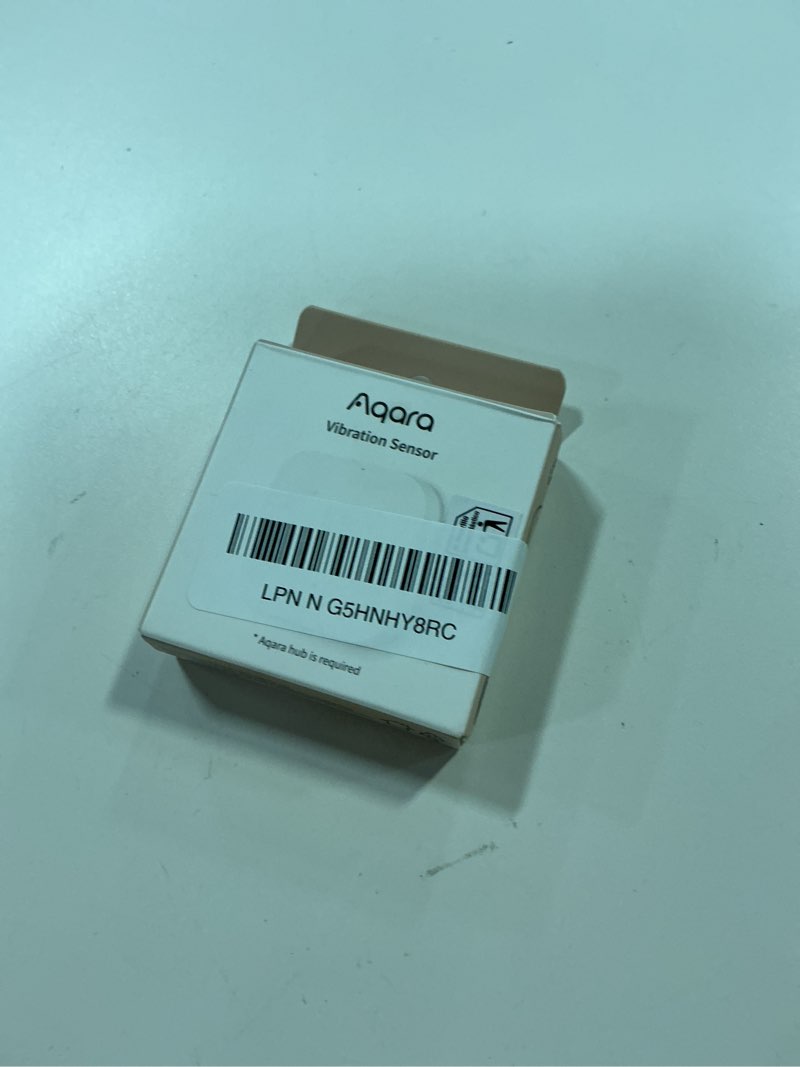 Aqara
Vibration Sensor
LPN N G5HNHY8RC
* Aqara hub is required